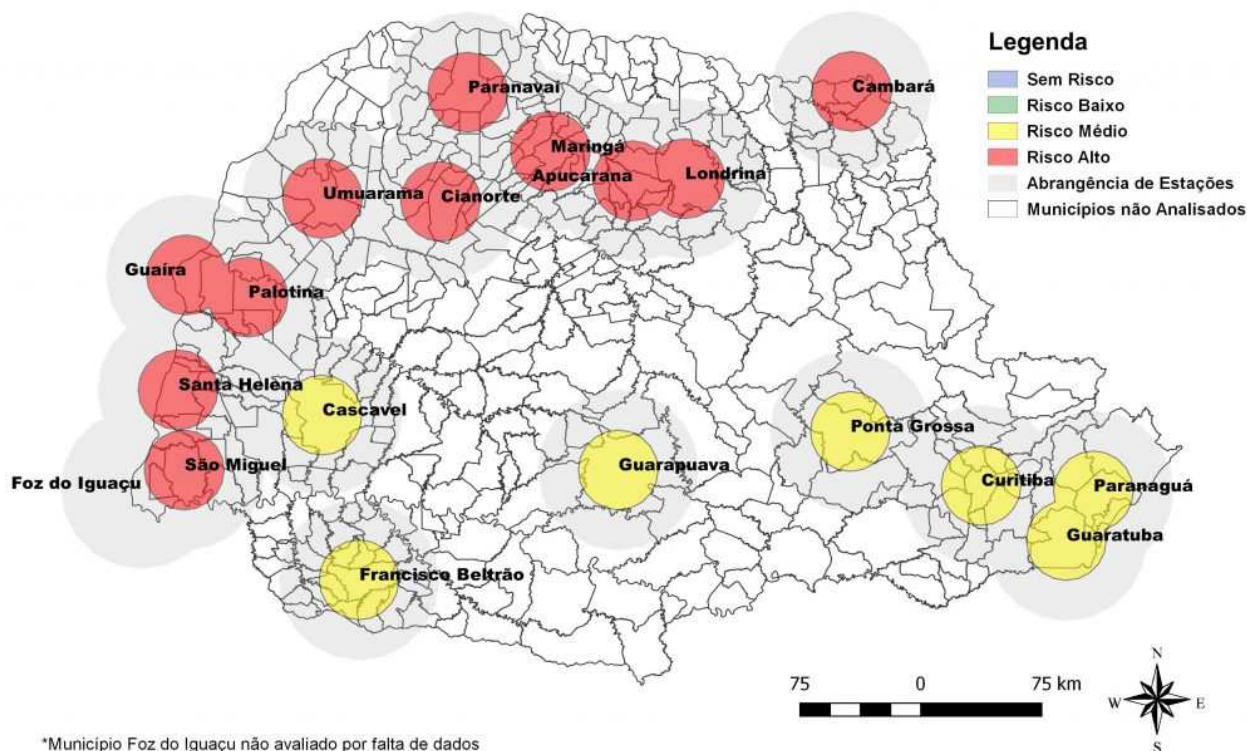 Legenda
Sem Risco
Risco Baixo
Risco Médio
Risco Alto
Abrangência de Estações
Municípios não Analisados
Paranavaí
Cambará
Maringá
Apucarana
Londrina
Umuarama
Cianorte
Guaíra
Palotina
Santa Helena
Cascavel
Ponta Grossa
São Miguel
Guarapuava
Foz do Iguaçu
Curitiba
Paranaguá
Guaratuba
Francisco Beltrão
75 0 75 km
N
W E
S
*Município Foz do Iguaçu não avaliado por falta de dados